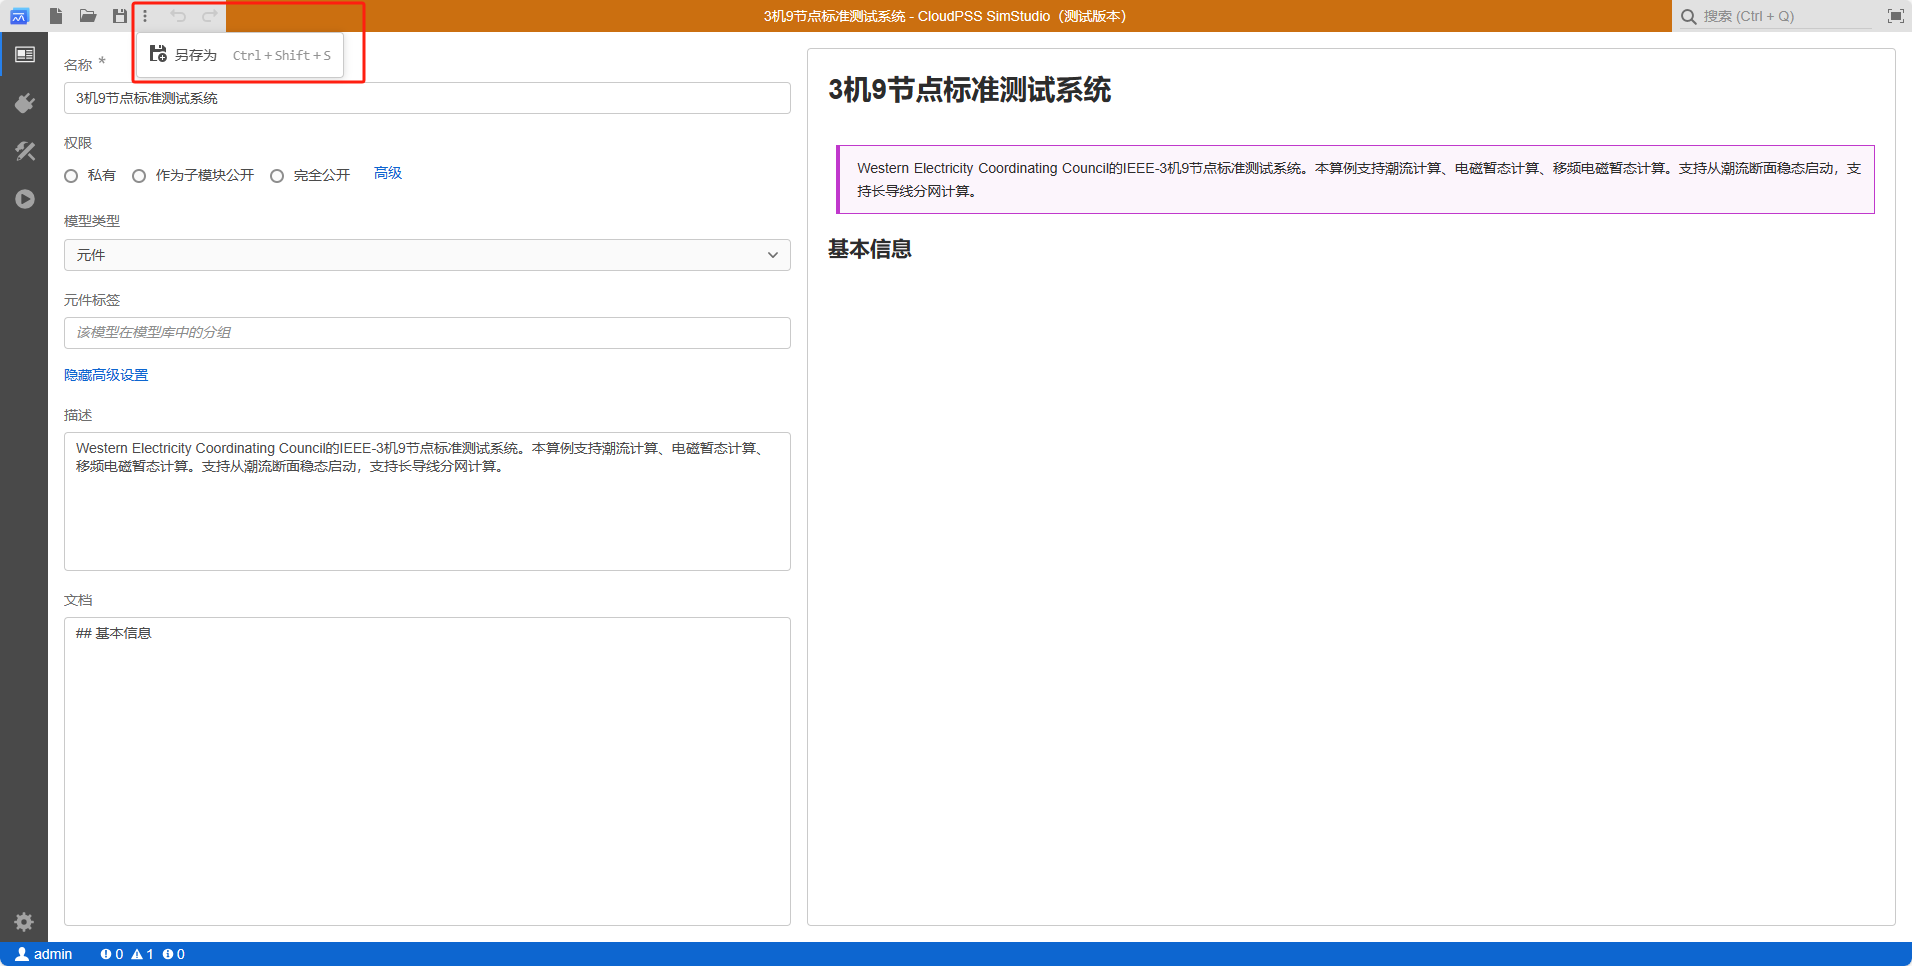 3机9节点标准测试系统 - CloudPSS SimStudio（测试版本）
搜索 (Ctrl + Q)
另存为 Ctrl + Shift + S
名称 *
3机9节点标准测试系统
权限
私有 作为子模块公开 完全公开 高级
模型类型
元件
元件标签
该模型在模型库中的分组
隐藏高级设置
描述
Western Electricity Coordinating Council的IEEE-3机9节点标准测试系统。本算例支持潮流计算、电磁暂态计算、
移频电磁暂态计算。支持从潮流断面稳态启动，支持长导线分网计算。
文档
## 基本信息
3机9节点标准测试系统
Western Electricity Coordinating Council的IEEE-3机9节点标准测试系统。本算例支持潮流计算、电磁暂态计算、移频电磁暂态计算。支持从潮流断面稳态启动，支
持长导线分网计算。
基本信息
admin 0 1 0